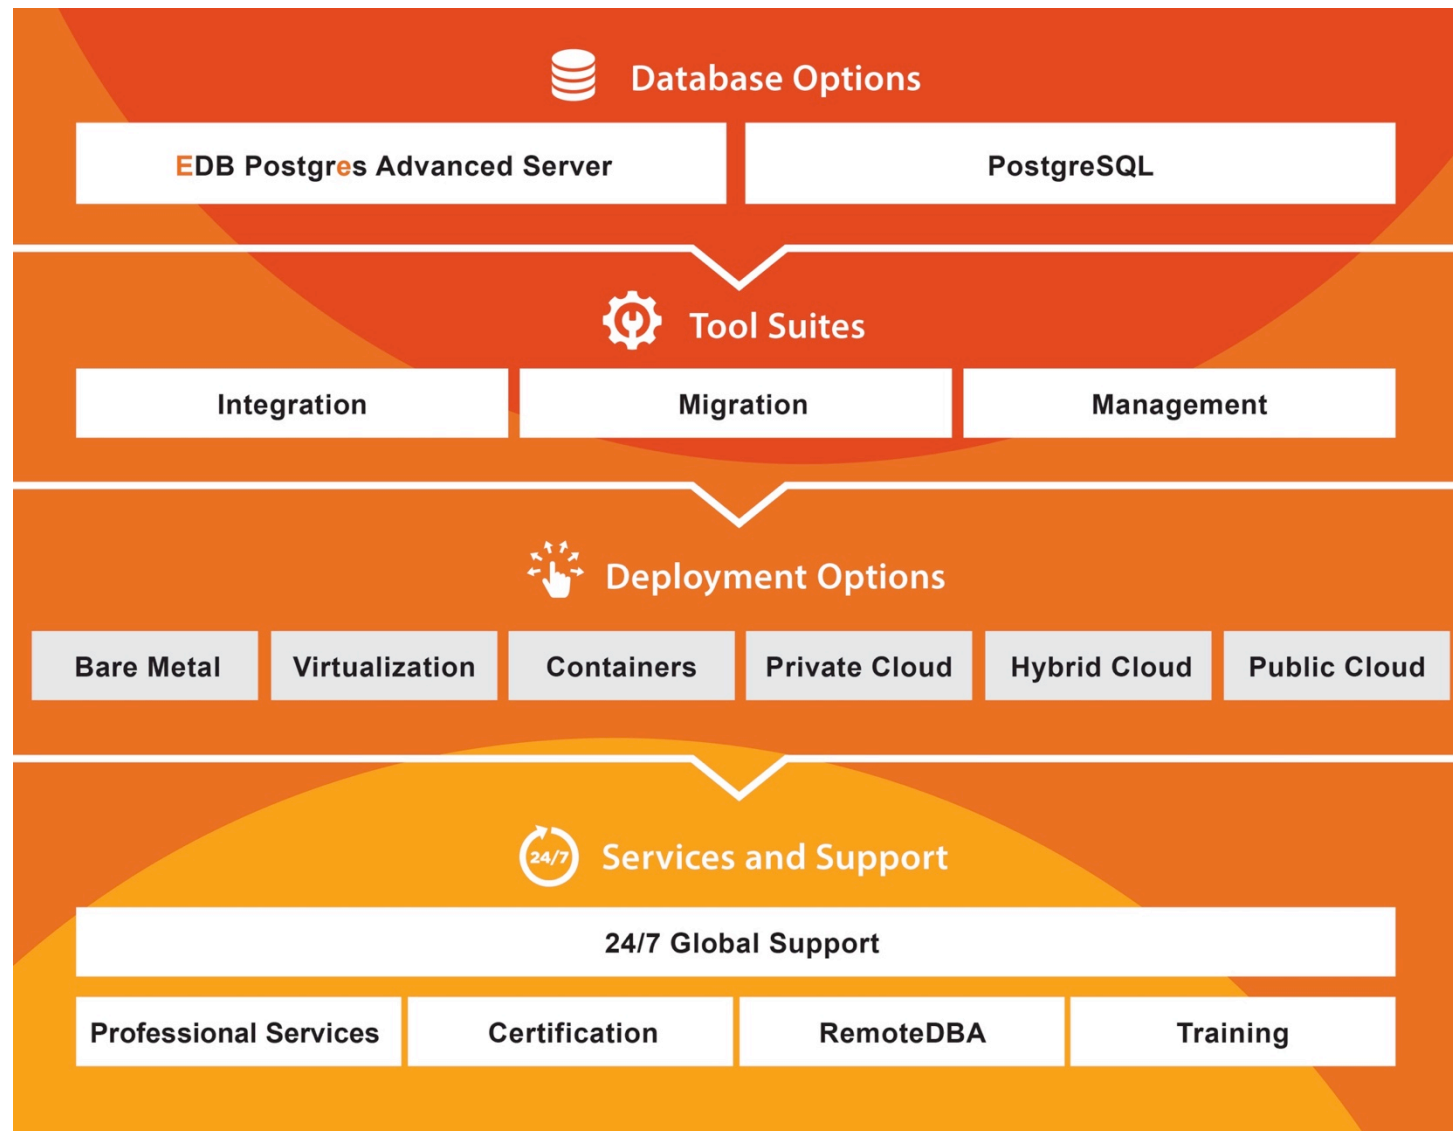 Database Options
EDB Postgres Advanced Server
PostgreSQL
Tool Suites
Integration
Migration
Management
Deployment Options
Bare Metal
Virtualization
Containers
Private Cloud
Hybrid Cloud
Public Cloud
24/7
Services and Support
24/7 Global Support
Professional Services
Certification
RemoteDBA
Training